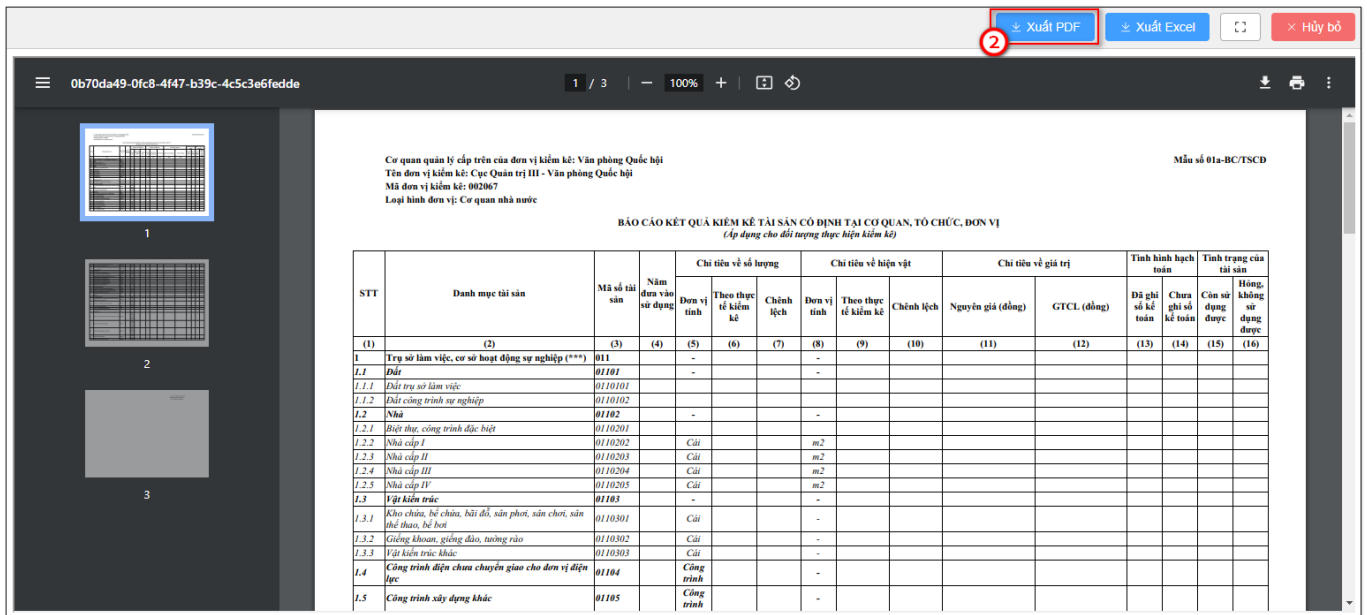 Xuất PDF
Xuất Excel
Hủy bỏ
2
0b70da49-0fc8-4f47-b39c-4c5c3e6fedde
1 / 3
100%
1
2
3
Cơ quan quản lý cấp trên của đơn vị kiểm kê: Văn phòng Quốc hội
Mẫu số 01a-BC/TSCĐ
Tên đơn vị kiểm kê: Cục Quản trị III - Văn phòng Quốc hội
Mã đơn vị kiểm kê: 002067
Loại hình đơn vị: Cơ quan nhà nước
BÁO CÁO KẾT QUẢ KIỂM KÊ TÀI SẢN CỐ ĐỊNH TẠI CƠ QUAN, TỔ CHỨC, ĐƠN VỊ
(Áp dụng cho đối tượng thực hiện kiểm kê)
STT
Danh mục tài sản
Mã số tài
sản
Năm
đưa vào
sử dụng
Chỉ tiêu về số lượng
Đơn vị
tính
Theo thực
tế kiểm
kê
Chênh
lệch
Chỉ tiêu về hiện vật
Đơn vị
tính
Theo thực
tế kiểm kê
Chênh lệch
Chỉ tiêu về giá trị
Nguyên giá (đồng)
GTCL (đồng)
Tình hình hạch
toán
Đã ghi
sổ kế
toán
Chưa
ghi sổ
kế toán
Tình trạng của
tài sản
Còn sử
dụng
được
Hỏng,
không
sử
dụng
được
(1) (2) (3) (4) (5) (6) (7) (8) (9) (10) (11) (12) (13) (14) (15) (16)
1 Trụ sở làm việc, cơ sở hoạt động sự nghiệp (***) 011 - -
1.1 Đất 01101 - -
1.1.1 Đất trụ sở làm việc 0110101
1.1.2 Đất công trình sự nghiệp 0110102
1.2 Nhà 01102 - -
1.2.1 Biệt thự, công trình đặc biệt 0110201
1.2.2 Nhà cấp I 0110202 Cái m2
1.2.3 Nhà cấp II 0110203 Cái m2
1.2.4 Nhà cấp III 0110204 Cái m2
1.2.5 Nhà cấp IV 0110205 Cái m2
1.3 Vật kiến trúc 01103 - -
1.3.1 Kho chứa, bể chứa, bãi đỗ, sân phơi, sân chơi, sân
thể thao, bể bơi 0110301 Cái -
1.3.2 Giếng khoan, giếng đào, tường rào 0110302 Cái -
1.3.3 Vật kiến trúc khác 0110303 Cái -
1.4 Công trình điện chưa chuyển giao cho đơn vị điện
lực 01104 Công
trình -
1.5 Công trình xây dựng khác 01105 Công
trình -